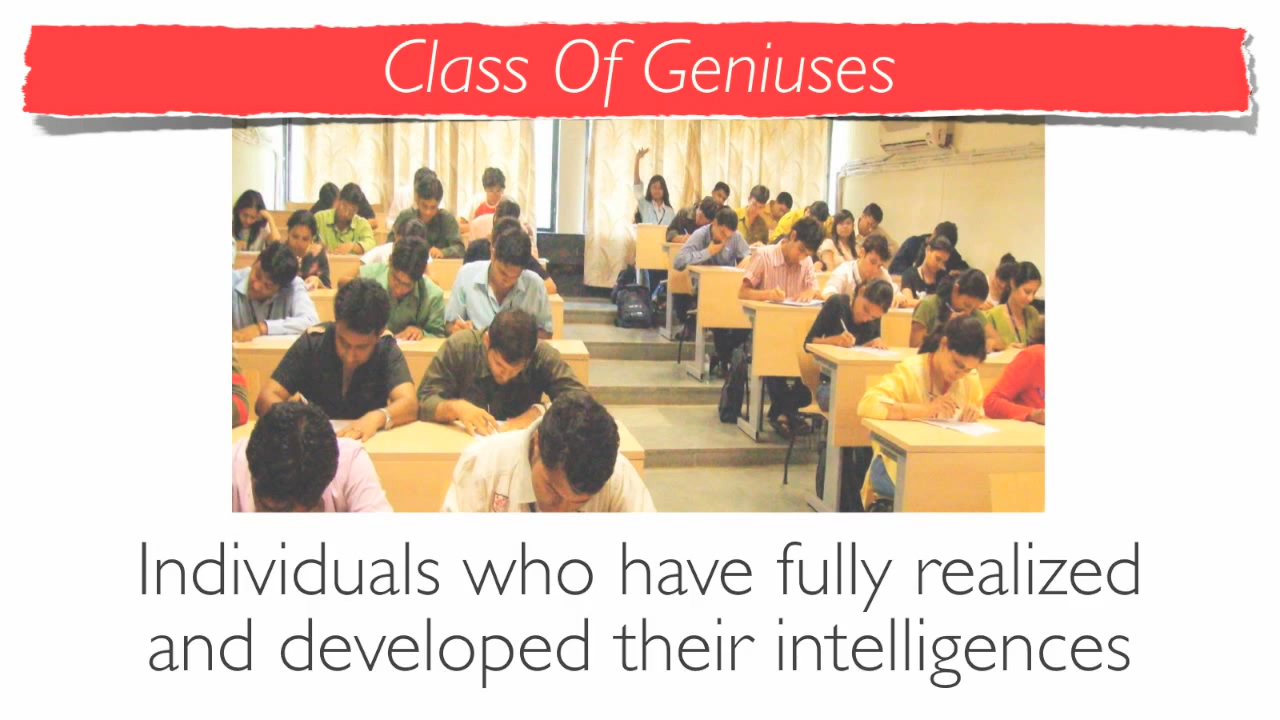 Class Of Geniuses
Individuals who have fully realized
and developed their intelligences